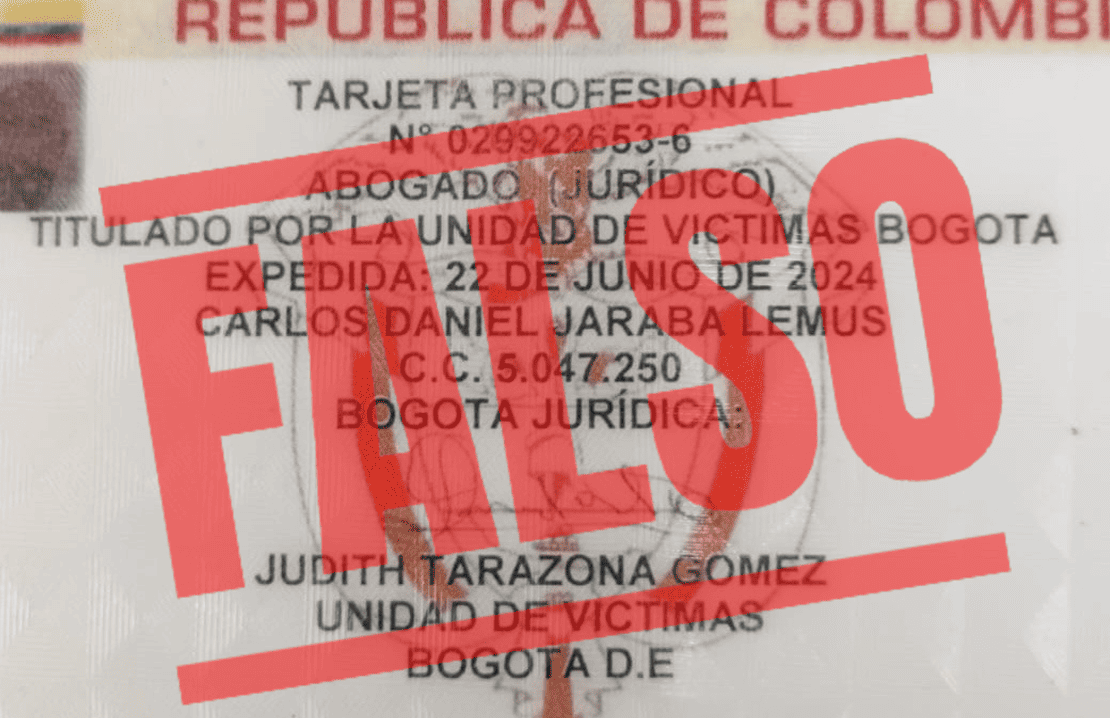 REPÚBLICA DE COLOMBI
TARJETA PROFESIONAL
N° 029922653-6
ABOGADO (JURÍDICO)
TITULADO POR LA UNIDAD DE VICTIMAS BOGOTA
EXPEDIDA: 22 DE JUNIO DE 2024
CARLOS DANIEL JARABA LEMUS
C.C. 5.047.250
BOGOTA JURÍDICA:
FALSO
JUDITH TARAZONA GOMEZ
UNIDAD DE VICTIMAS
BOGOTA D.E